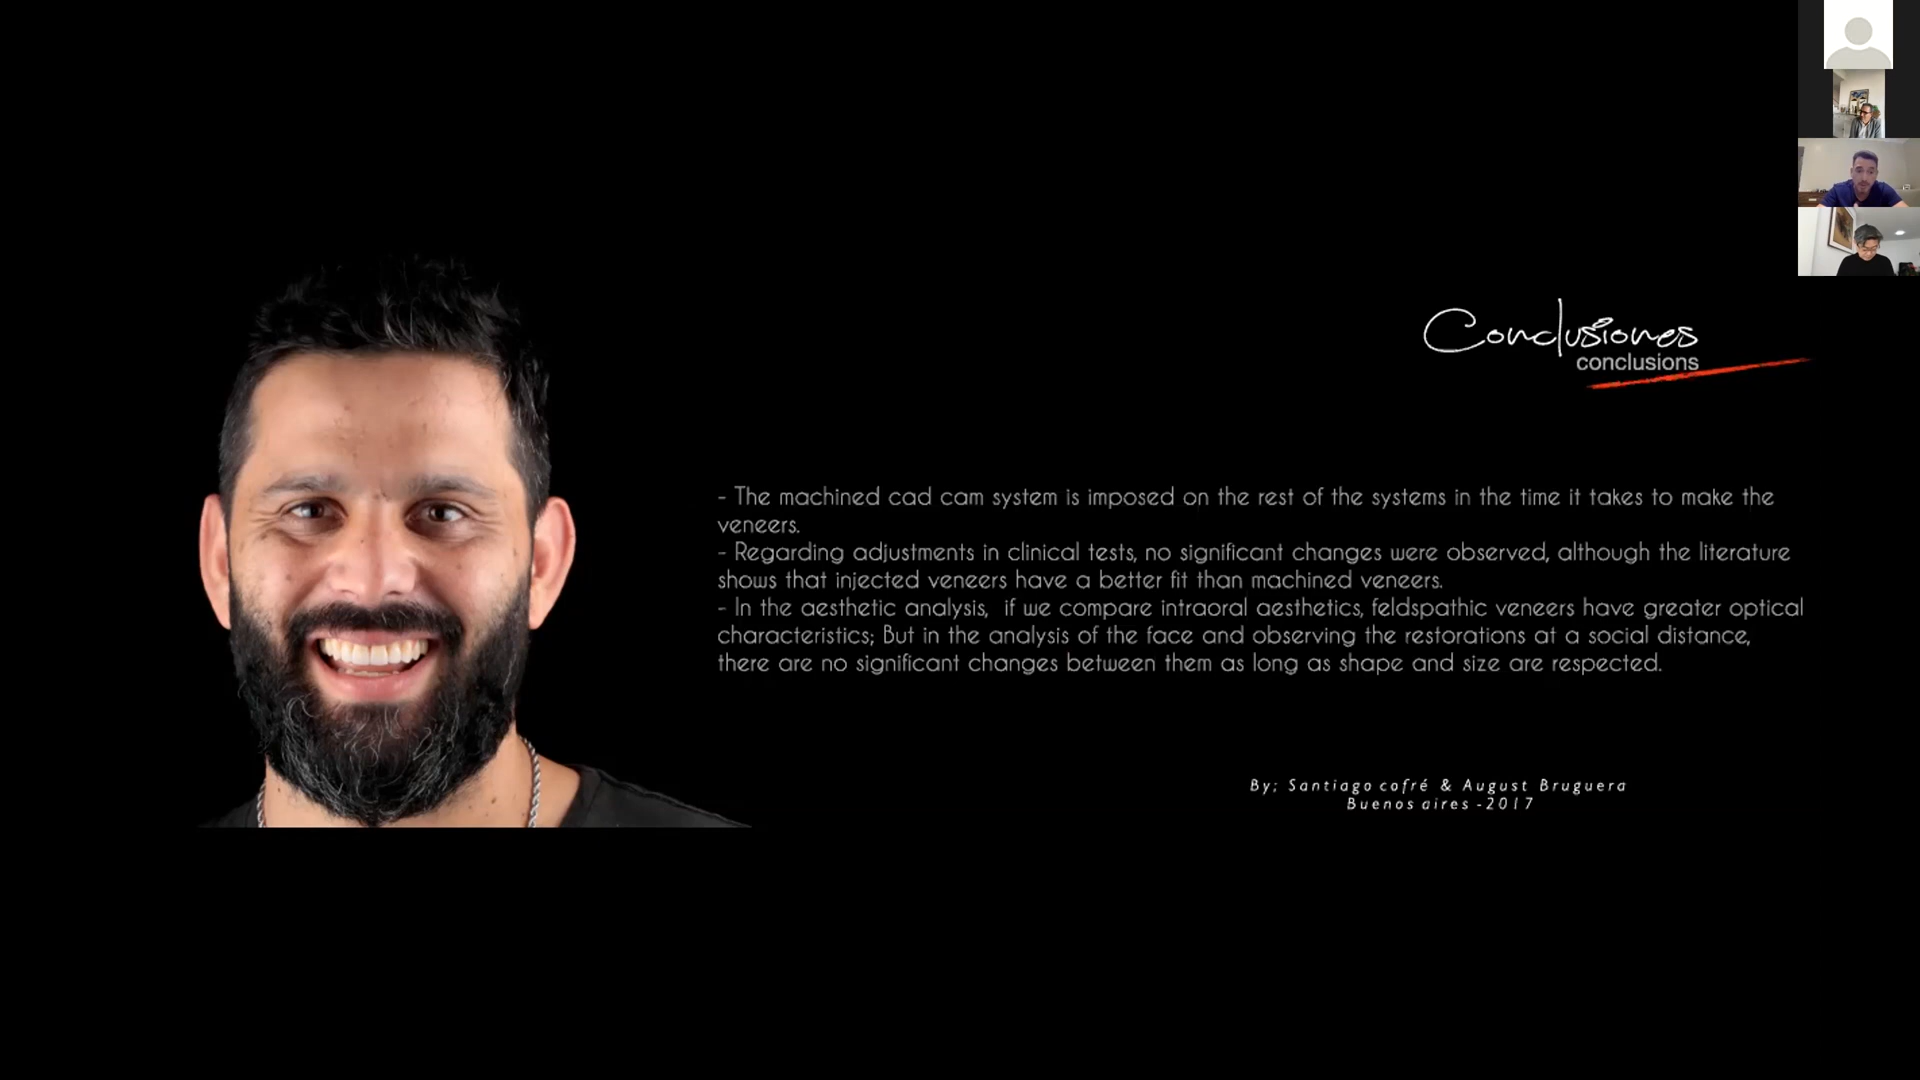 Conclusiones
conclusions
- The machined cad cam system is imposed on the rest of the systems in the time it takes to make the
veneers.
- Regarding adjustments in clinical tests, no significant changes were observed, although the literature
shows that injected veneers have a better fit than machined veneers.
- In the aesthetic analysis, if we compare intraoral aesthetics, feldspathic veneers have greater optical
characteristics; But in the analysis of the face and observing the restorations at a social distance,
there are no significant changes between them as long as shape and size are respected.
By; Santiago cofré & August Bruguera
Buenos aires - 2017